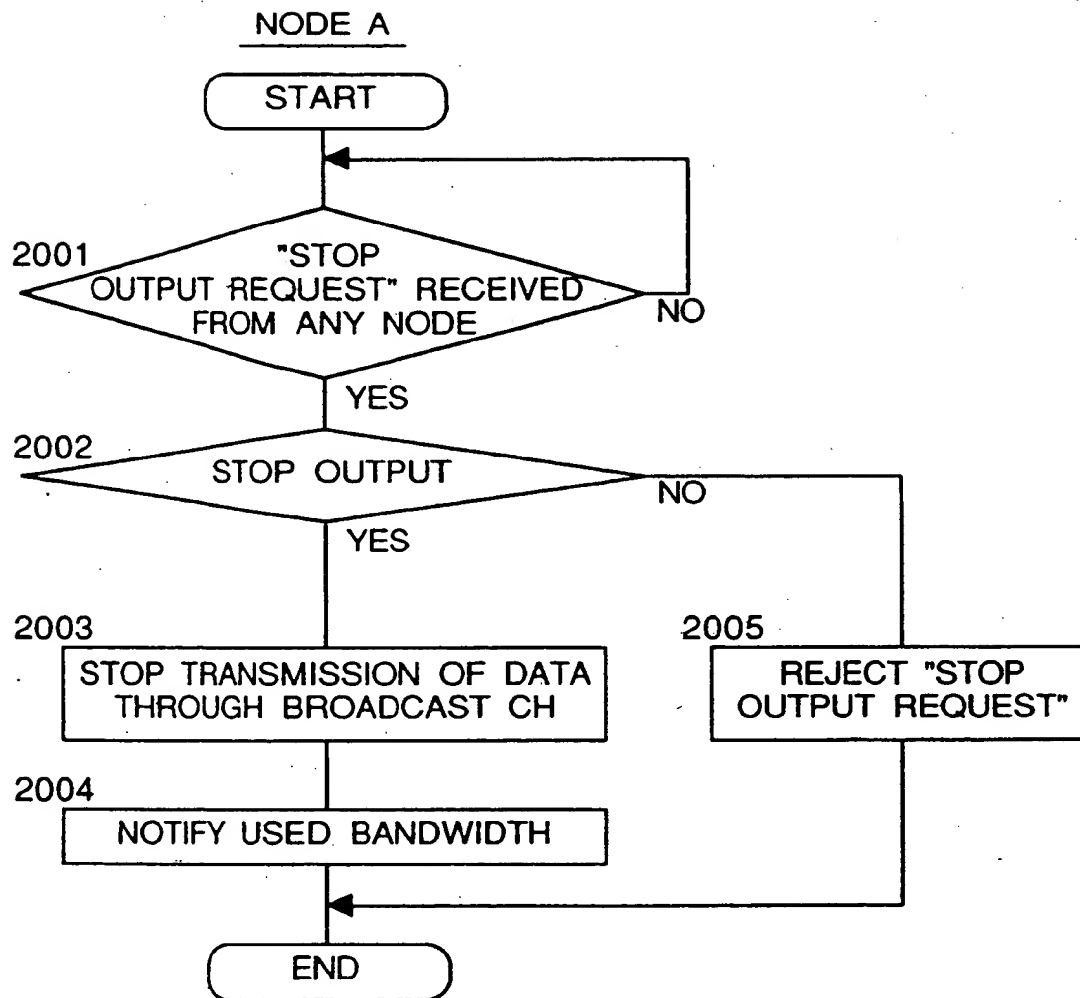 NODE A
START
2001
"STOP
OUTPUT REQUEST" RECEIVED
FROM ANY NODE
NO
YES
2002
STOP OUTPUT
NO
YES
2003
STOP TRANSMISSION OF DATA
THROUGH BROADCAST CH
2005
REJECT "STOP
OUTPUT REQUEST"
2004
NOTIFY USED BANDWIDTH
END